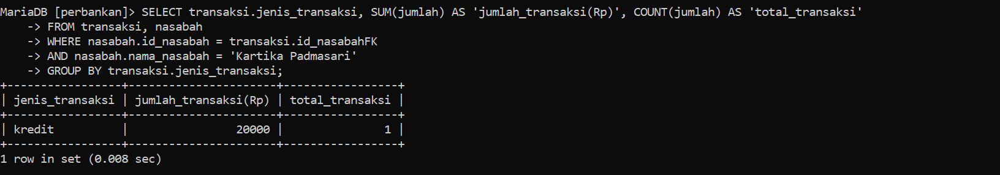 MariaDB [perbankan]> SELECT transaksi.jenis_transaksi, SUM(jumlah) AS 'jumlah_transaksi(Rp)', COUNT(jumlah) AS 'total_transaksi'
    -> FROM transaksi, nasabah
    -> WHERE nasabah.id_nasabah = transaksi.id_nasabahFK
    -> AND nasabah.nama_nasabah = 'Kartika Padmasari'
    -> GROUP BY transaksi.jenis_transaksi;
+-----------------+----------------------+-----------------+
| jenis_transaksi | jumlah_transaksi(Rp) | total_transaksi |
+-----------------+----------------------+-----------------+
| kredit          |                20000 |               1 |
+-----------------+----------------------+-----------------+
1 row in set (0.008 sec)